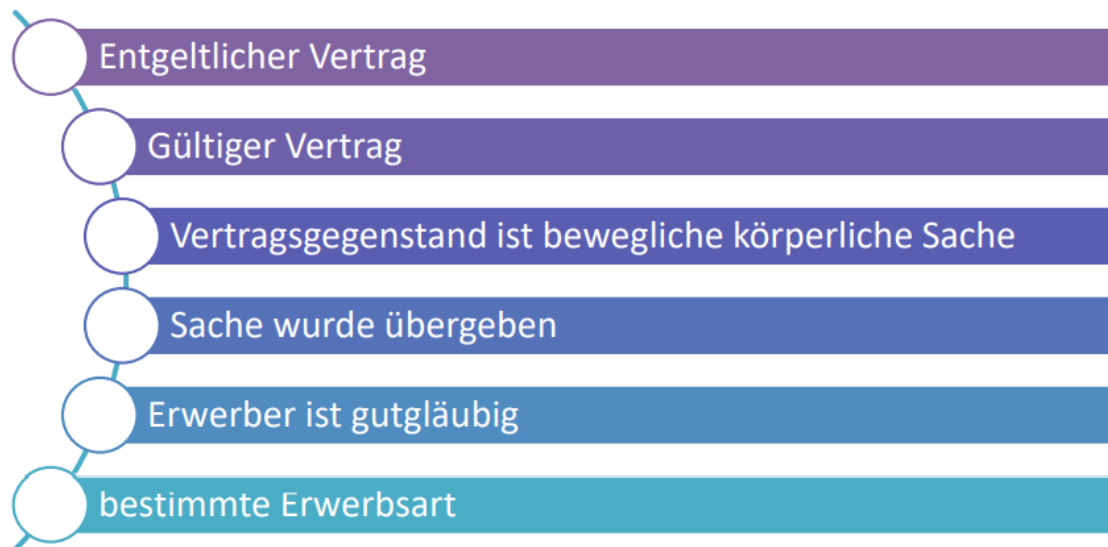 Entgeltlicher Vertrag
Gültiger Vertrag
Vertragsgegenstand ist bewegliche körperliche Sache
Sache wurde übergeben
Erwerber ist gutgläubig
bestimmte Erwerbsart